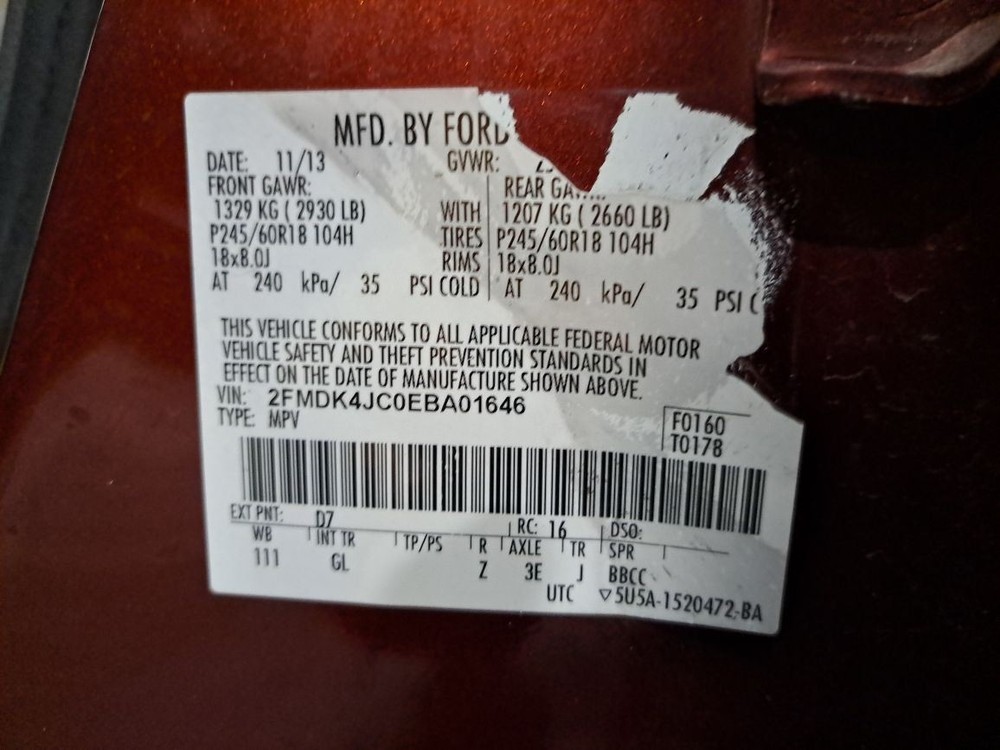 MFD. BY FORD
DATE: 11/13 GVWR:
FRONT GAWR: REAR
1329 KG ( 2930 LB) WITH 1207 KG ( 2660 LB)
P245/60R18 104H TIRES P245/60R18 104H
18x8.0J RIMS 18x8.0J
AT 240 kPa/ 35 PSI COLD AT 240 kPa/ 35 PSI C
THIS VEHICLE CONFORMS TO ALL APPLICABLE FEDERAL MOTOR
VEHICLE SAFETY AND THEFT PREVENTION STANDARDS IN
EFFECT ON THE DATE OF MANUFACTURE SHOWN ABOVE.
VIN: 2FMDK4JC0EBA01646
TYPE: MPV F0160
T0178
EXT PNT: D7 RC: 16 DSO:
WB INT TR TP/PS R AXLE TR SPR
111 GL Z 3E J BBCC
UTC ▽5U5A-1520472-BA